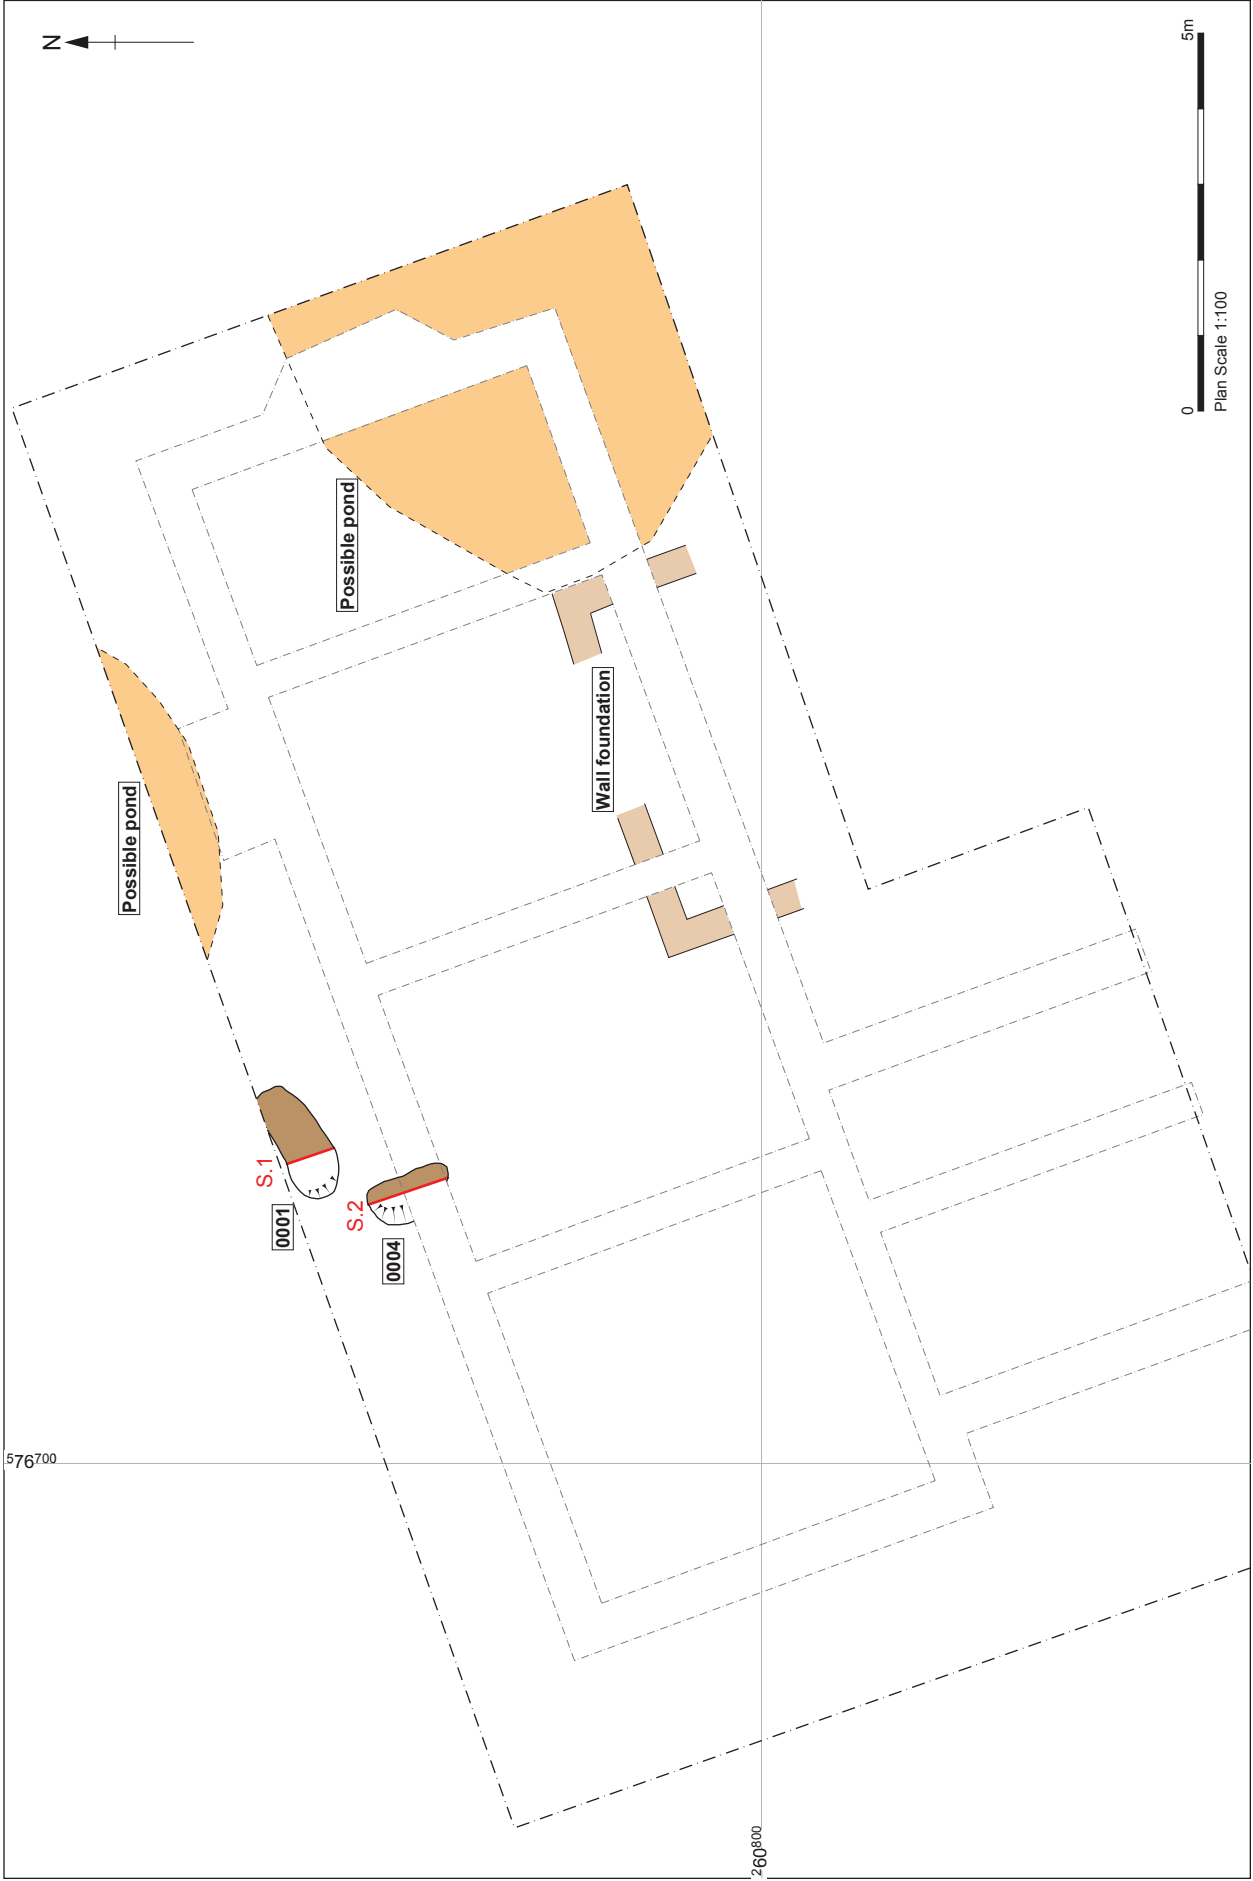 N
5m
0
Plan Scale 1:100
Possible pond
Possible pond
Wall foundation
S.1
0001
S.2
0004
576700
260800